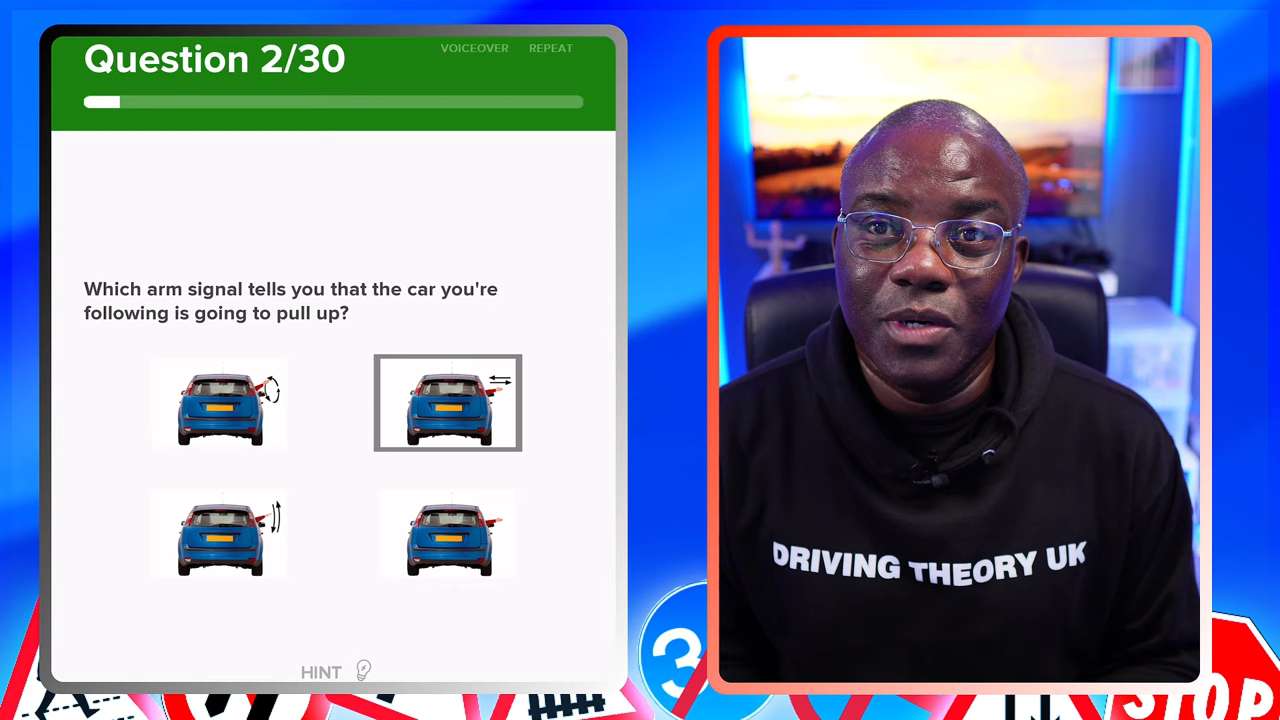 Question 2/30
VOICEOVER REPEAT
Which arm signal tells you that the car you're
following is going to pull up?
HINT
DRIVING THEORY UK
3
STOP